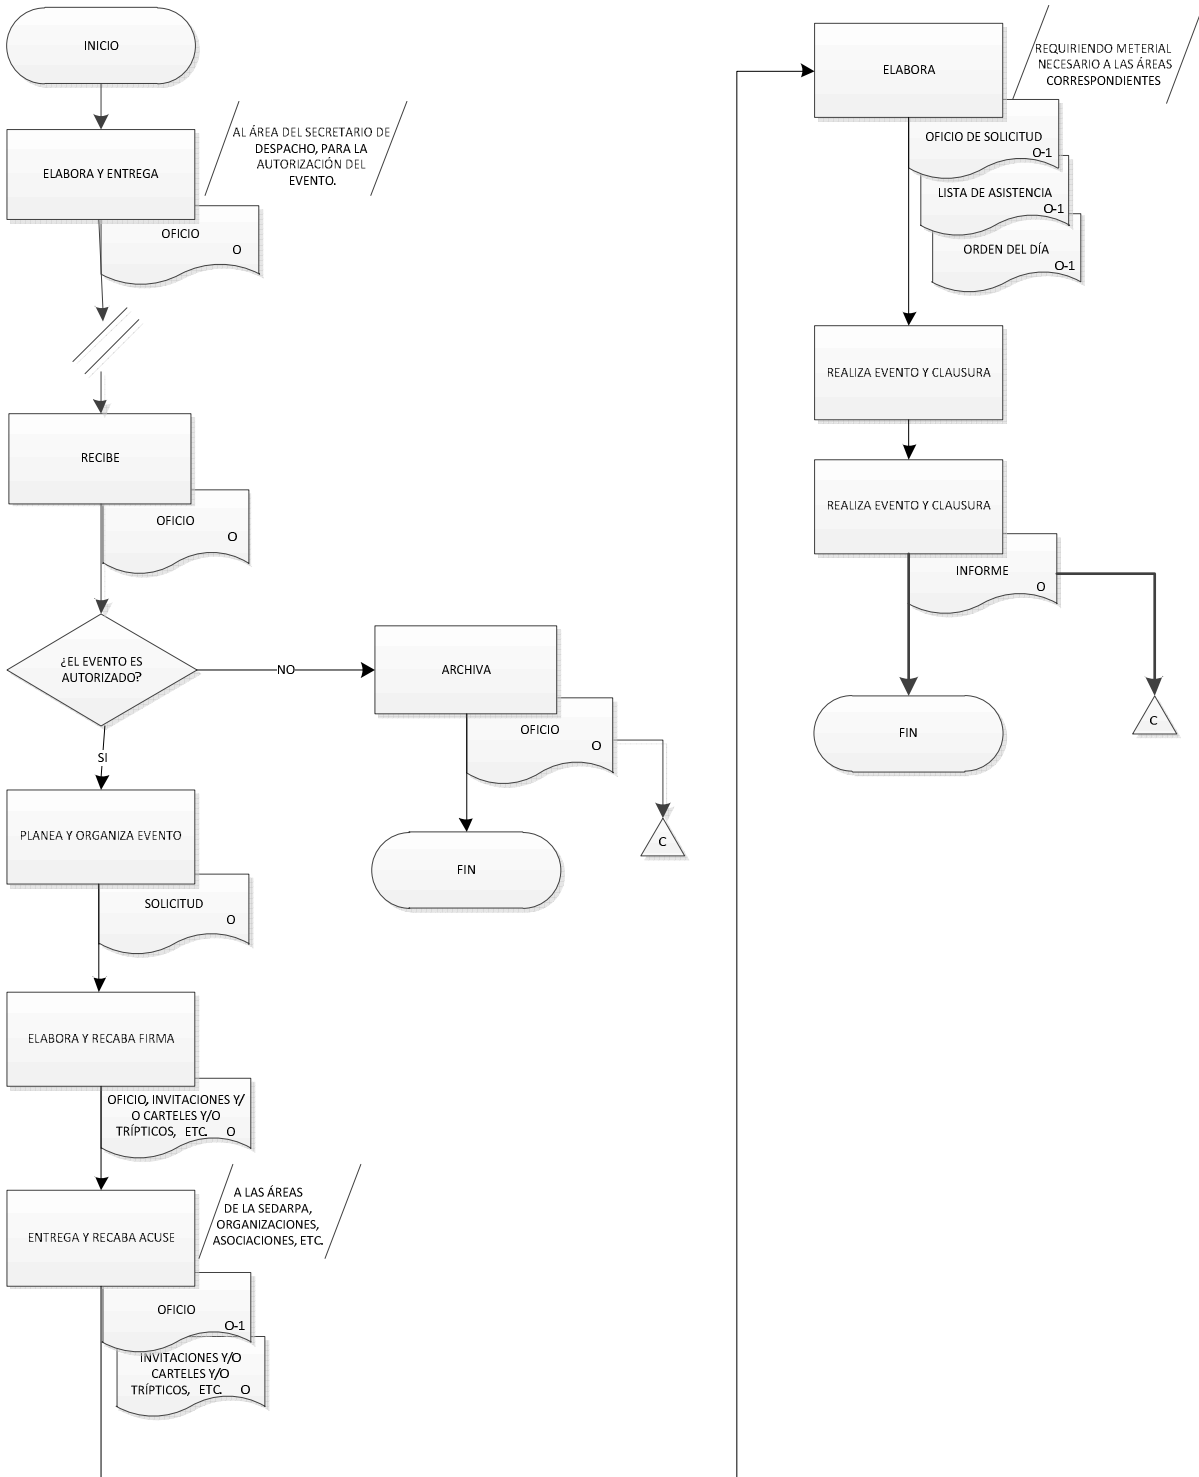 INICIO
AL ÁREA DEL SECRETARIO DE
DESPACHO, PARA LA
AUTORIZACIÓN DEL
EVENTO.
ELABORA Y ENTREGA
OFICIO
O
RECIBE
OFICIO
O
¿EL EVENTO ES
AUTORIZADO?
NO
ARCHIVA
OFICIO
O
C
FIN
SI
PLANEA Y ORGANIZA EVENTO
SOLICITUD
O
ELABORA Y RECABA FIRMA
OFICIO, INVITACIONES Y/
O CARTELES Y/O
TRÍPTICOS, ETC. O
A LAS ÁREAS
DE LA SEDARPA,
ORGANIZACIONES,
ASOCIACIONES, ETC.
ENTREGA Y RECABA ACUSE
OFICIO
O-1
INVITACIONES Y/O
CARTELES Y/O
TRÍPTICOS, ETC. O
REQUIRIENDO METERIAL
NECESARIO A LAS ÁREAS
CORRESPONDIENTES
ELABORA
OFICIO DE SOLICITUD
O-1
LISTA DE ASISTENCIA
O-1
ORDEN DEL DÍA
O-1
REALIZA EVENTO Y CLAUSURA
REALIZA EVENTO Y CLAUSURA
INFORME
O
C
FIN